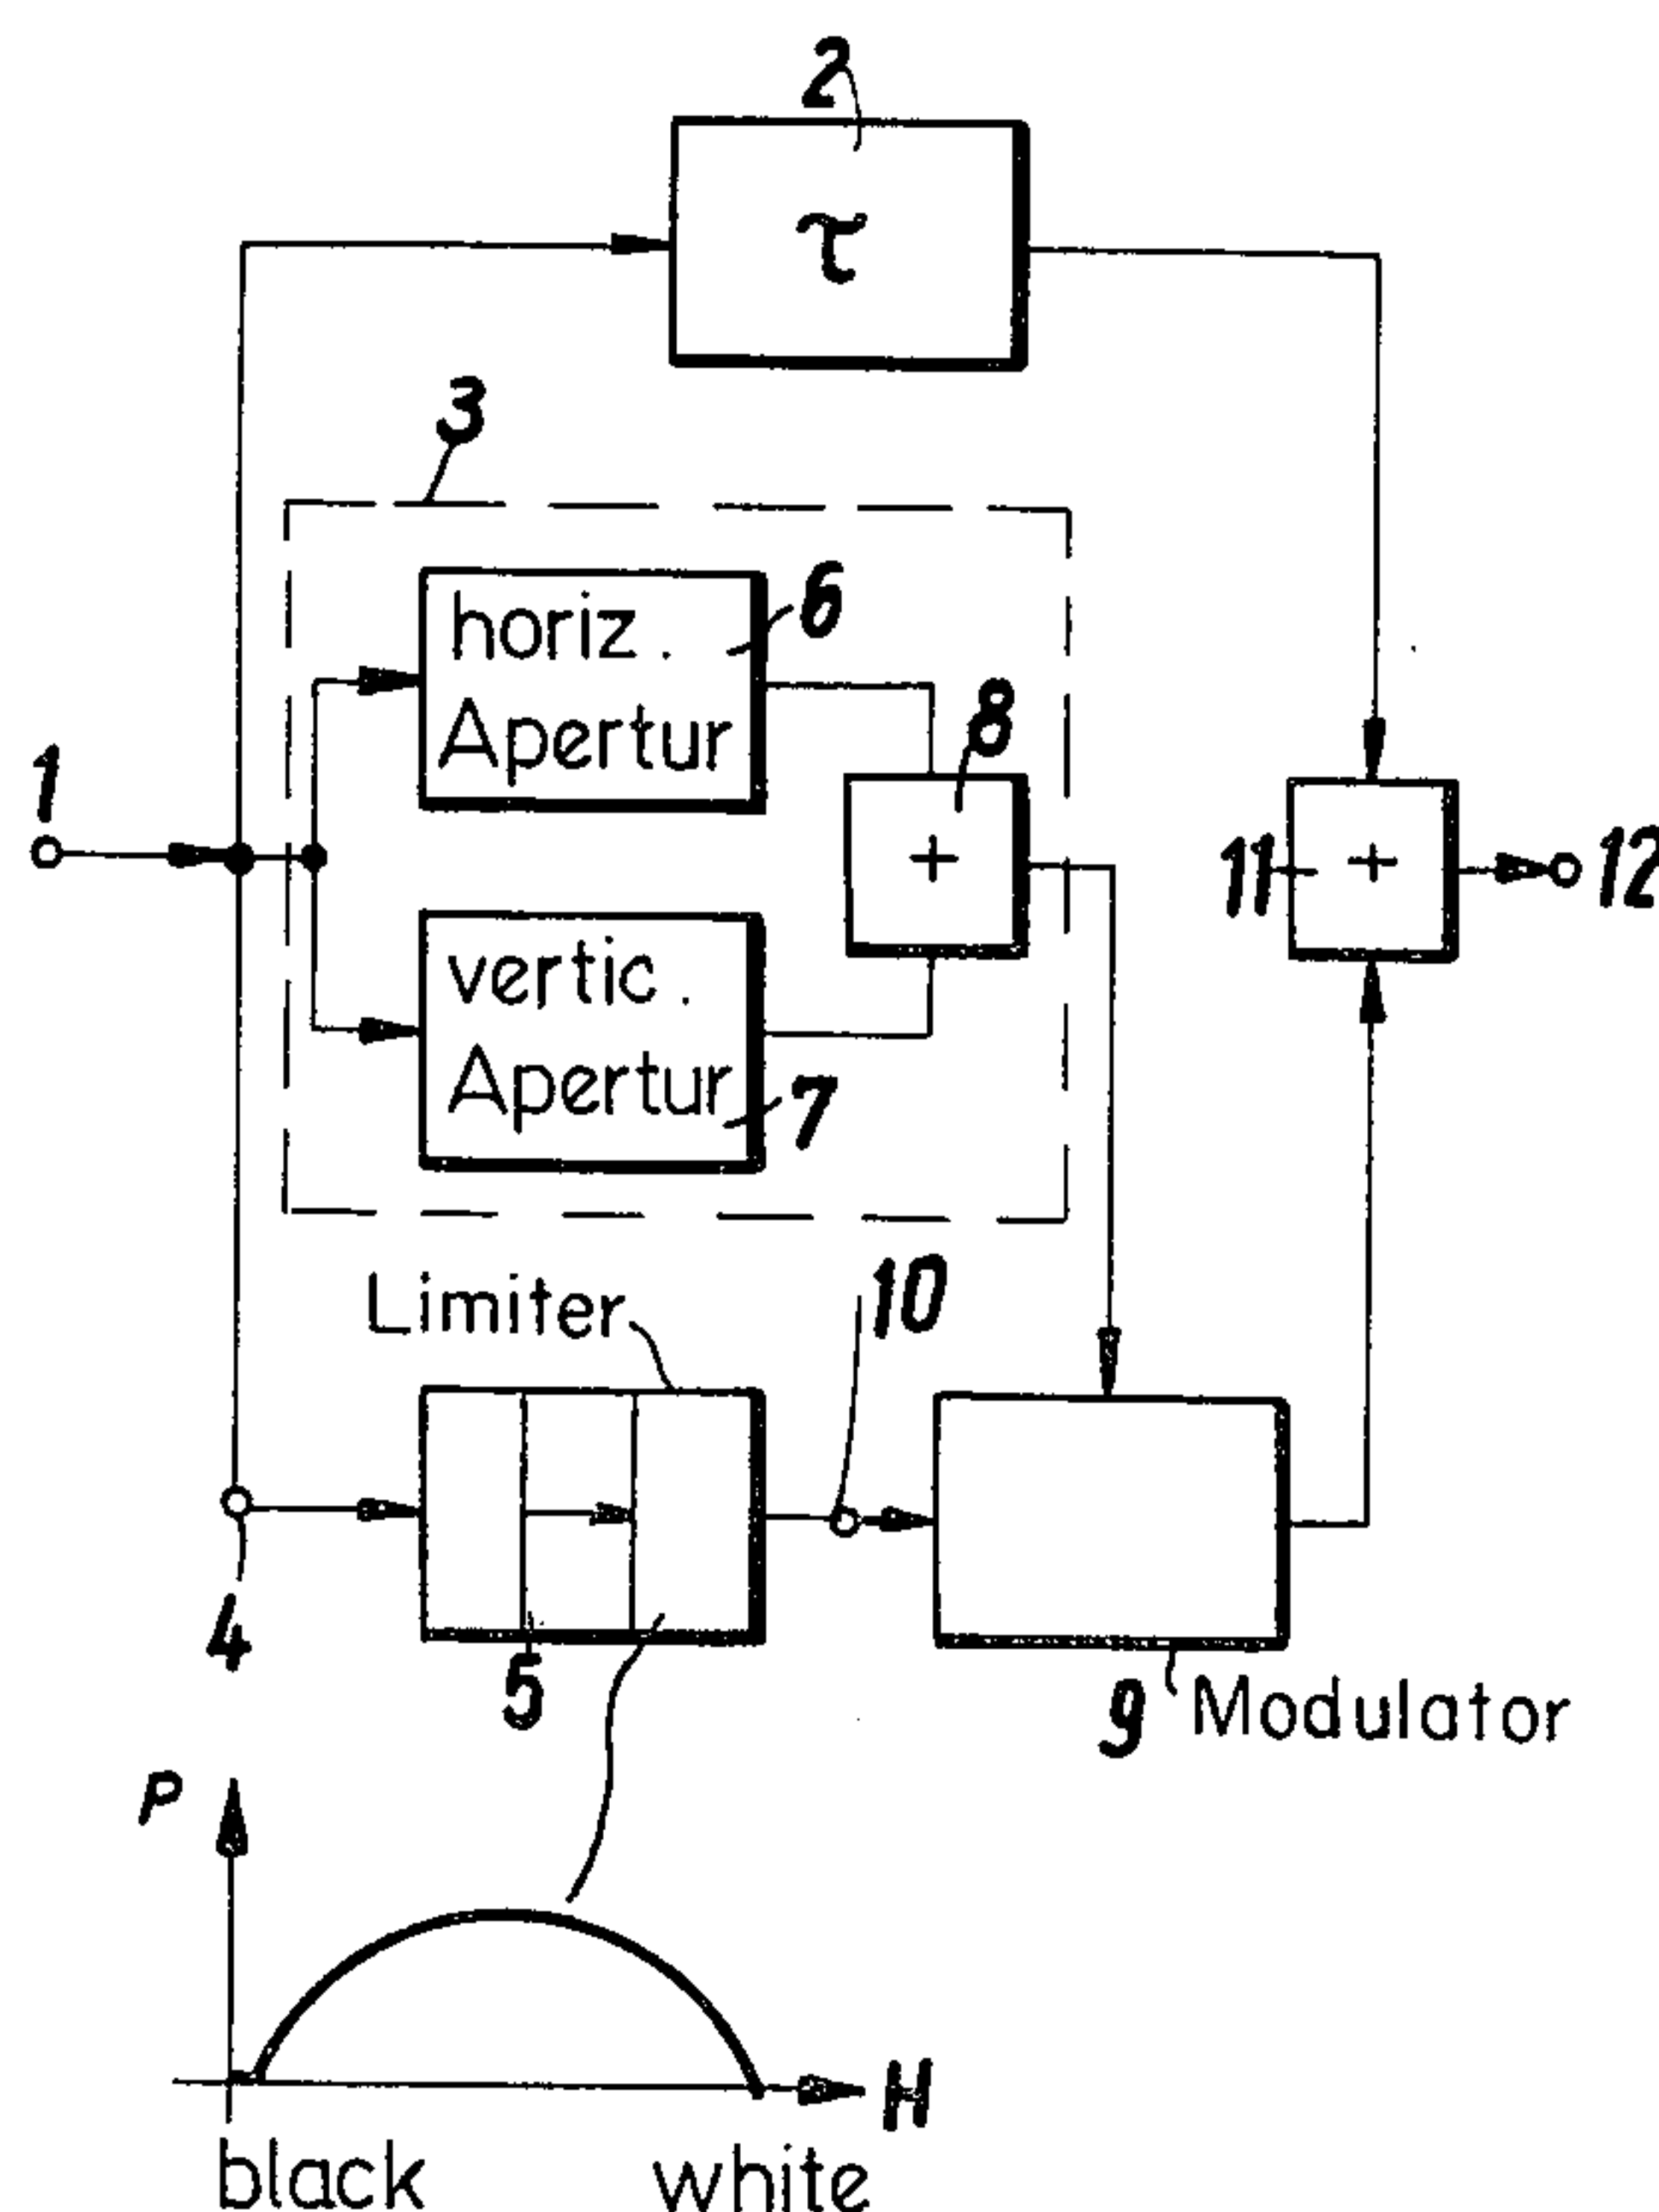 2
τ
3
horiz.
Apertur
6
8
1
+
11
+
12
vertic.
Apertur
7
Limiter
10
4
5
9
Modulator
P
H
black
white